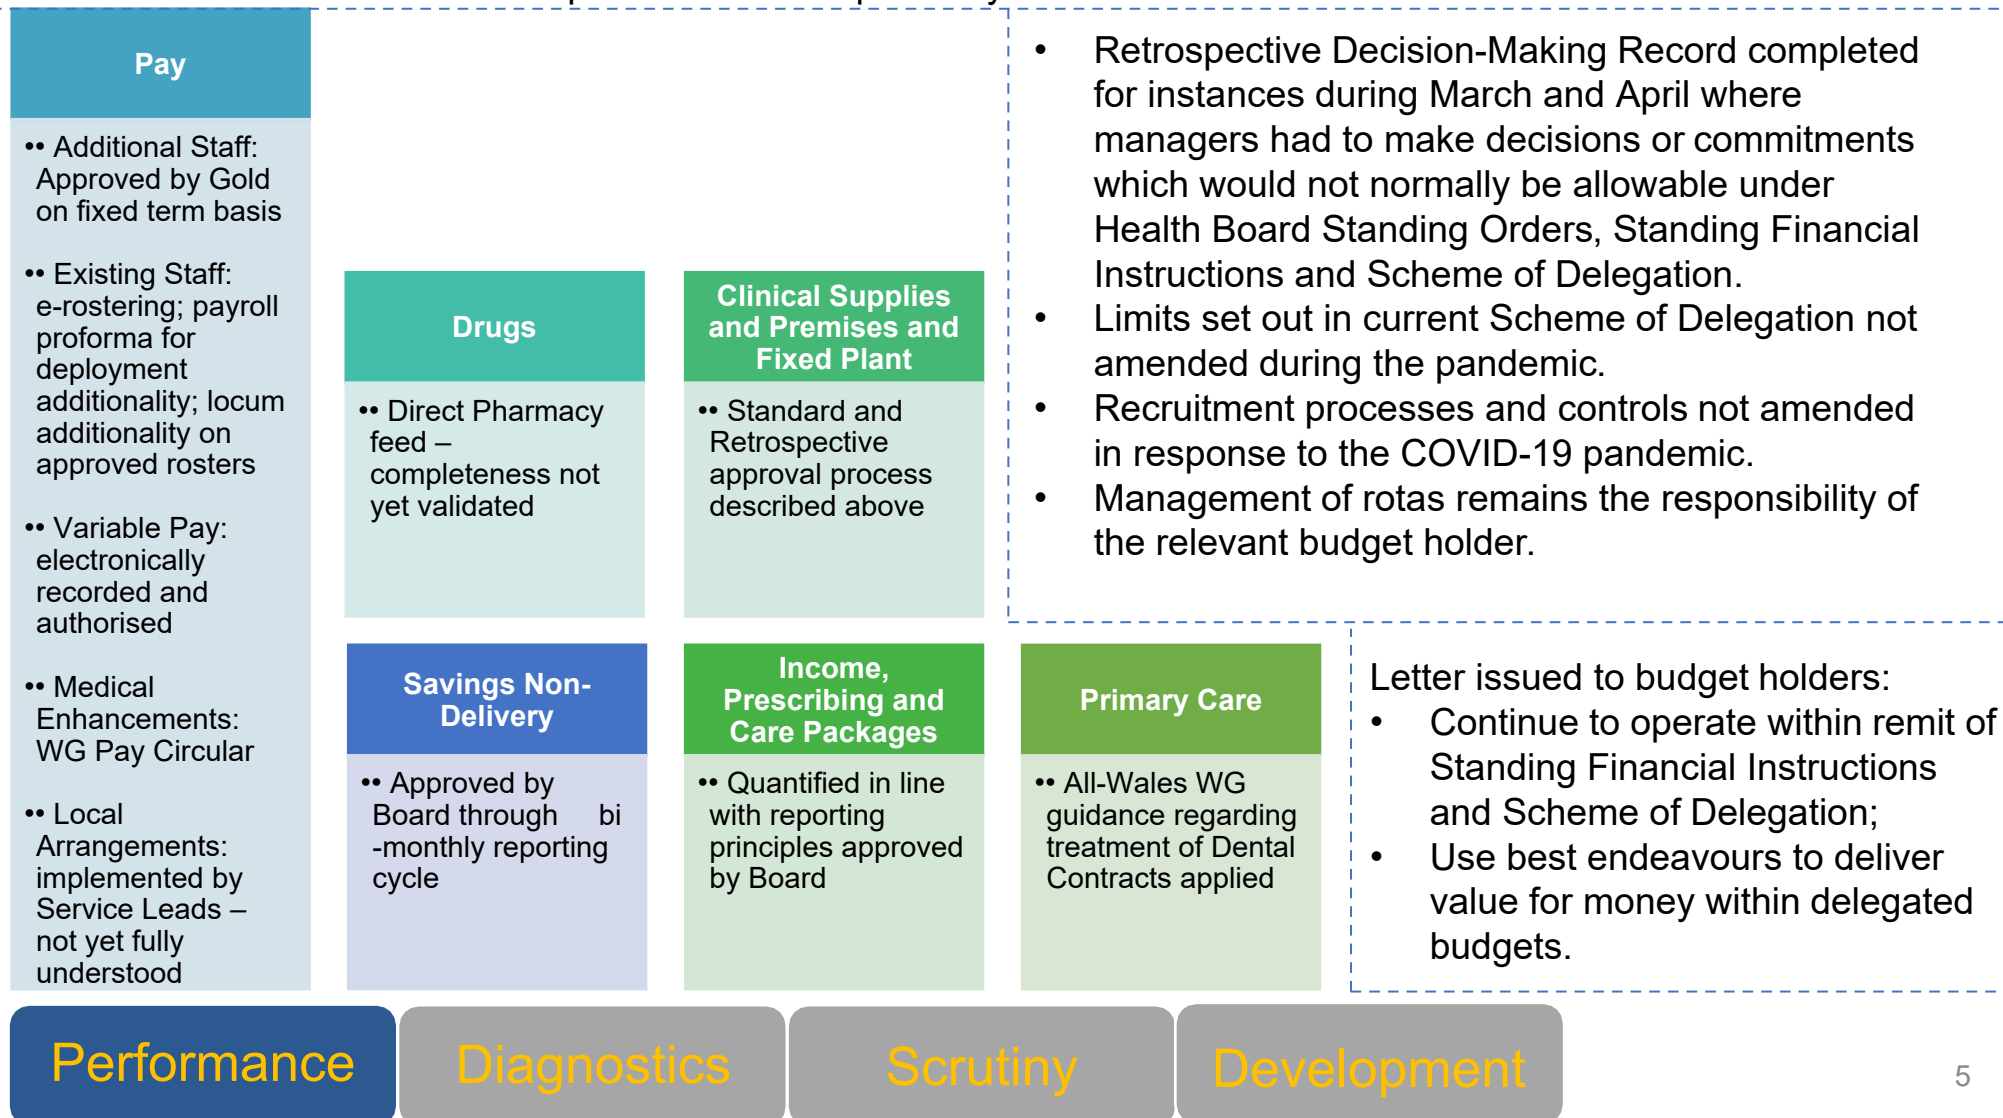 Pay
•• Additional Staff:
Approved by Gold
on fixed term basis
•• Existing Staff:
e-rostering; payroll
proforma for
deployment
additionality; locum
additionality on
approved rosters
•• Variable Pay:
electronically
recorded and
authorised
•• Medical
Enhancements:
WG Pay Circular
•• Local
Arrangements:
implemented by
Service Leads –
not yet fully
understood
Drugs
•• Direct Pharmacy
feed –
completeness not
yet validated
Clinical Supplies
and Premises and
Fixed Plant
•• Standard and
Retrospective
approval process
described above
• Retrospective Decision-Making Record completed
for instances during March and April where
managers had to make decisions or commitments
which would not normally be allowable under
Health Board Standing Orders, Standing Financial
Instructions and Scheme of Delegation.
• Limits set out in current Scheme of Delegation not
amended during the pandemic.
• Recruitment processes and controls not amended
in response to the COVID-19 pandemic.
• Management of rotas remains the responsibility of
the relevant budget holder.
Savings Non-
Delivery
•• Approved by
Board through bi
-monthly reporting
cycle
Income,
Prescribing and
Care Packages
•• Quantified in line
with reporting
principles approved
by Board
Primary Care
•• All-Wales WG
guidance regarding
treatment of Dental
Contracts applied
Letter issued to budget holders:
• Continue to operate within remit of
Standing Financial Instructions
and Scheme of Delegation;
• Use best endeavours to deliver
value for money within delegated
budgets.
Performance
Diagnostics
Scrutiny
Development
5